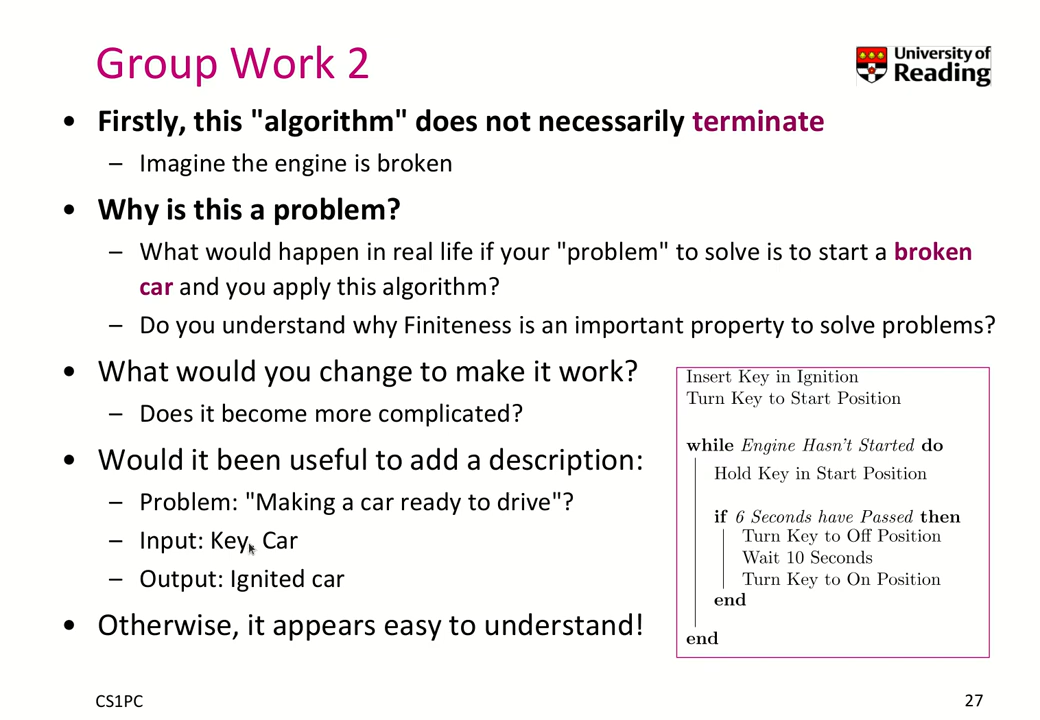 Group Work 2
University of
Reading
• Firstly, this "algorithm" does not necessarily terminate
– Imagine the engine is broken
• Why is this a problem?
– What would happen in real life if your "problem" to solve is to start a broken
car and you apply this algorithm?
– Do you understand why Finiteness is an important property to solve problems?
• What would you change to make it work?
– Does it become more complicated?
• Would it been useful to add a description:
– Problem: "Making a car ready to drive"?
– Input: Key, Car
– Output: Ignited car
• Otherwise, it appears easy to understand!
Insert Key in Ignition
Turn Key to Start Position
while Engine Hasn't Started do
Hold Key in Start Position
if 6 Seconds have Passed then
Turn Key to Off Position
Wait 10 Seconds
Turn Key to On Position
end
end
CS1PC
27